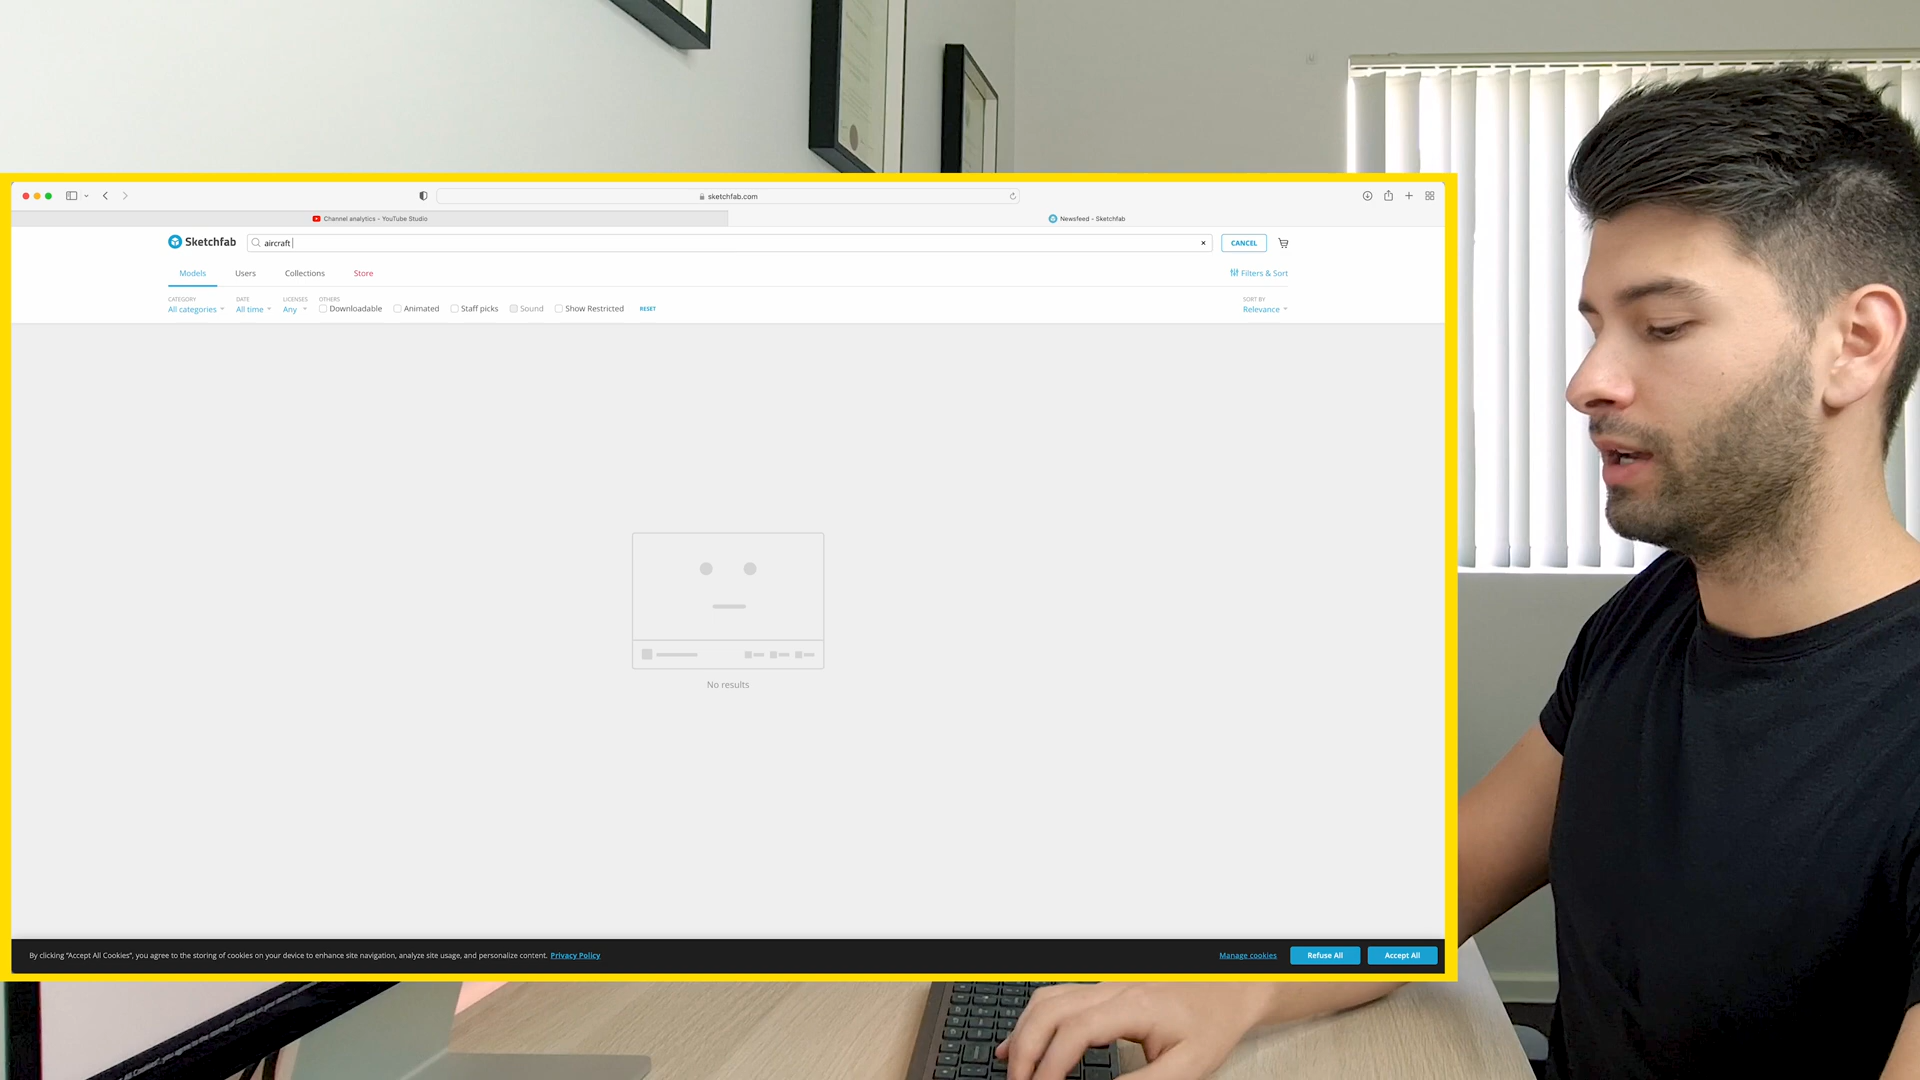 sketchfab.com
Channel analytics - YouTube Studio
Newsfeed - Sketchfab
Sketchfab
aircraft
CANCEL
Models Users Collections Store
Filters & Sort
CATEGORY DATE LICENSES OTHERS SORT BY
All categories All time Any Downloadable Animated Staff picks Sound Show Restricted RESET Relevance
No results
By clicking "Accept All Cookies", you agree to the storing of cookies on your device to enhance site navigation, analyze site usage, and personalize content. Privacy Policy
Manage cookies Refuse All Accept All